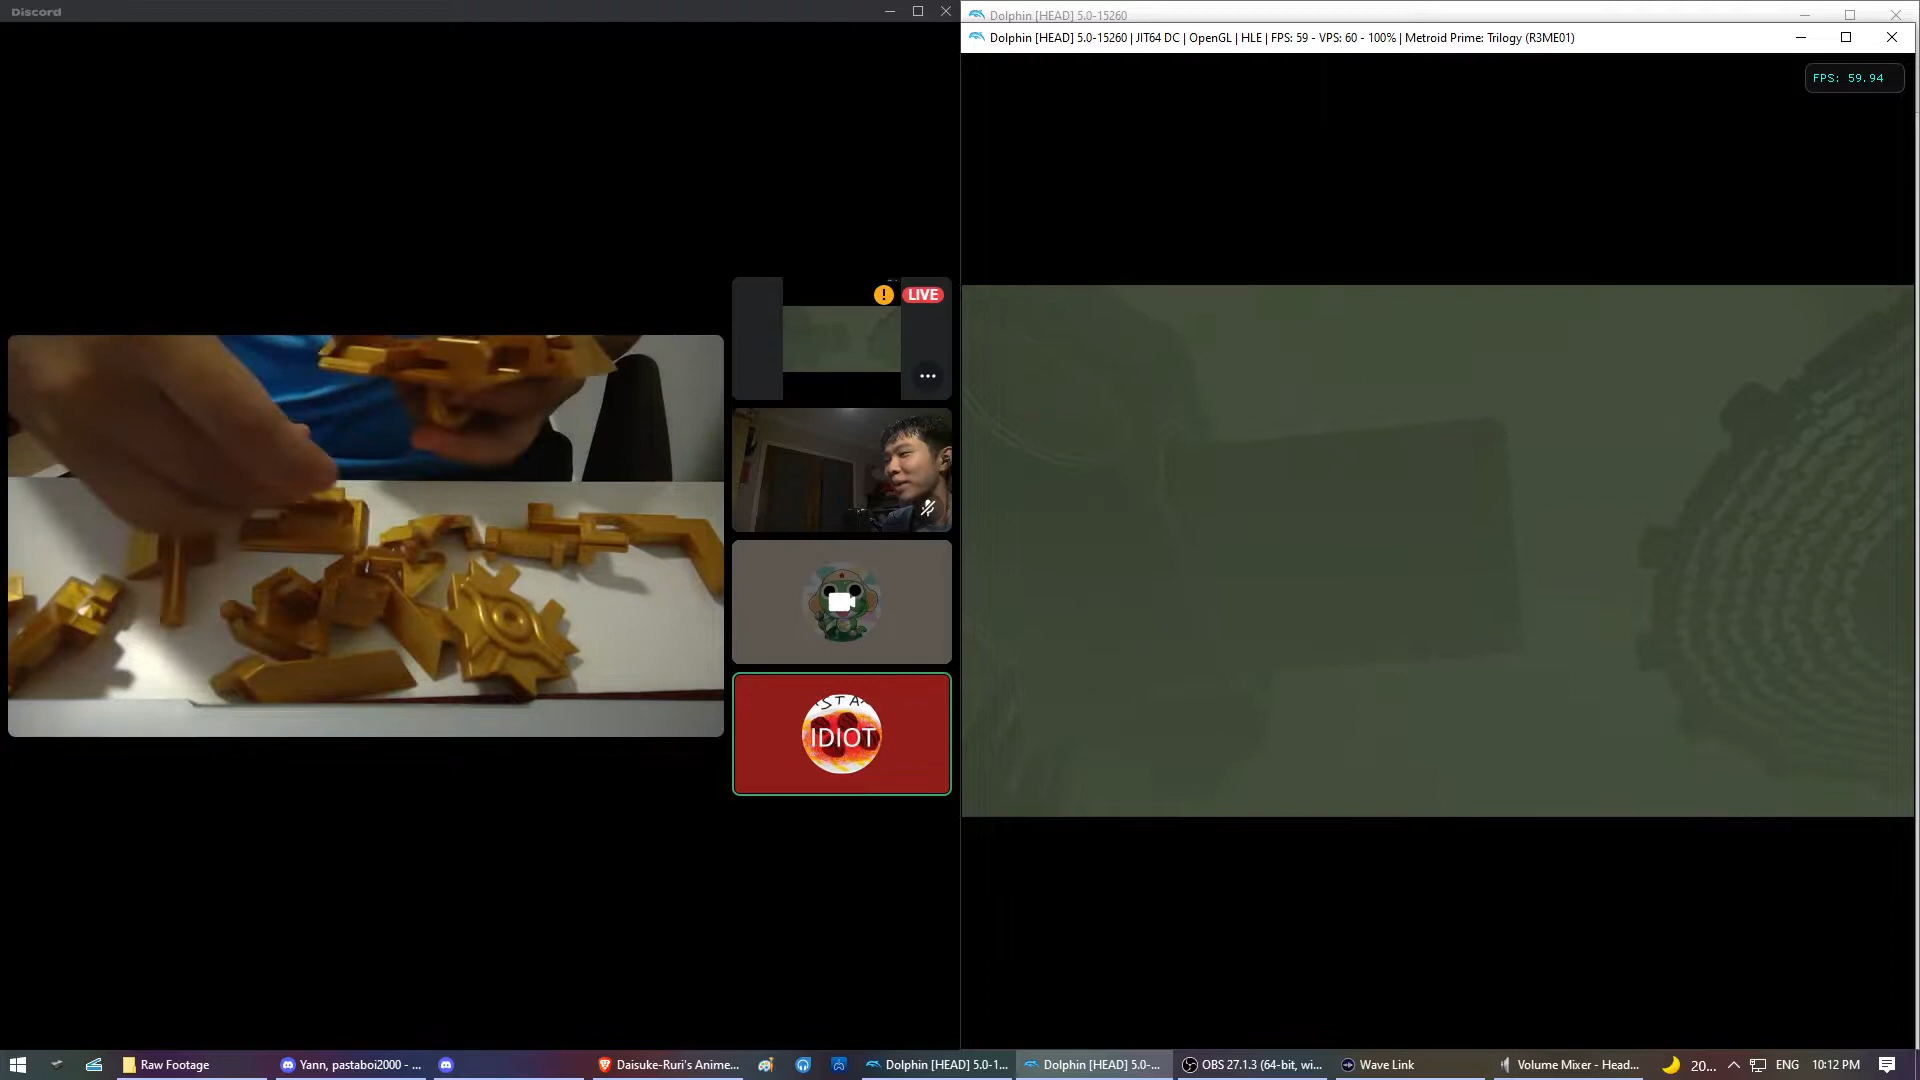 Discord
Dolphin [HEAD] 5.0-15260
Dolphin [HEAD] 5.0-15260 | JIT64 DC | OpenGL | HLE | FPS: 59 - VPS: 60 - 100% | Metroid Prime: Trilogy (R3ME01)
FPS: 59.94
! LIVE
STA
IDIOT
Raw Footage
Yann, pastaboi2000 - ...
Daisuke-Ruri's Anime...
Dolphin [HEAD] 5.0-1...
Dolphin [HEAD] 5.0-...
OBS 27.1.3 (64-bit, wi...
Wave Link
Volume Mixer - Head...
20...
ENG
10:12 PM